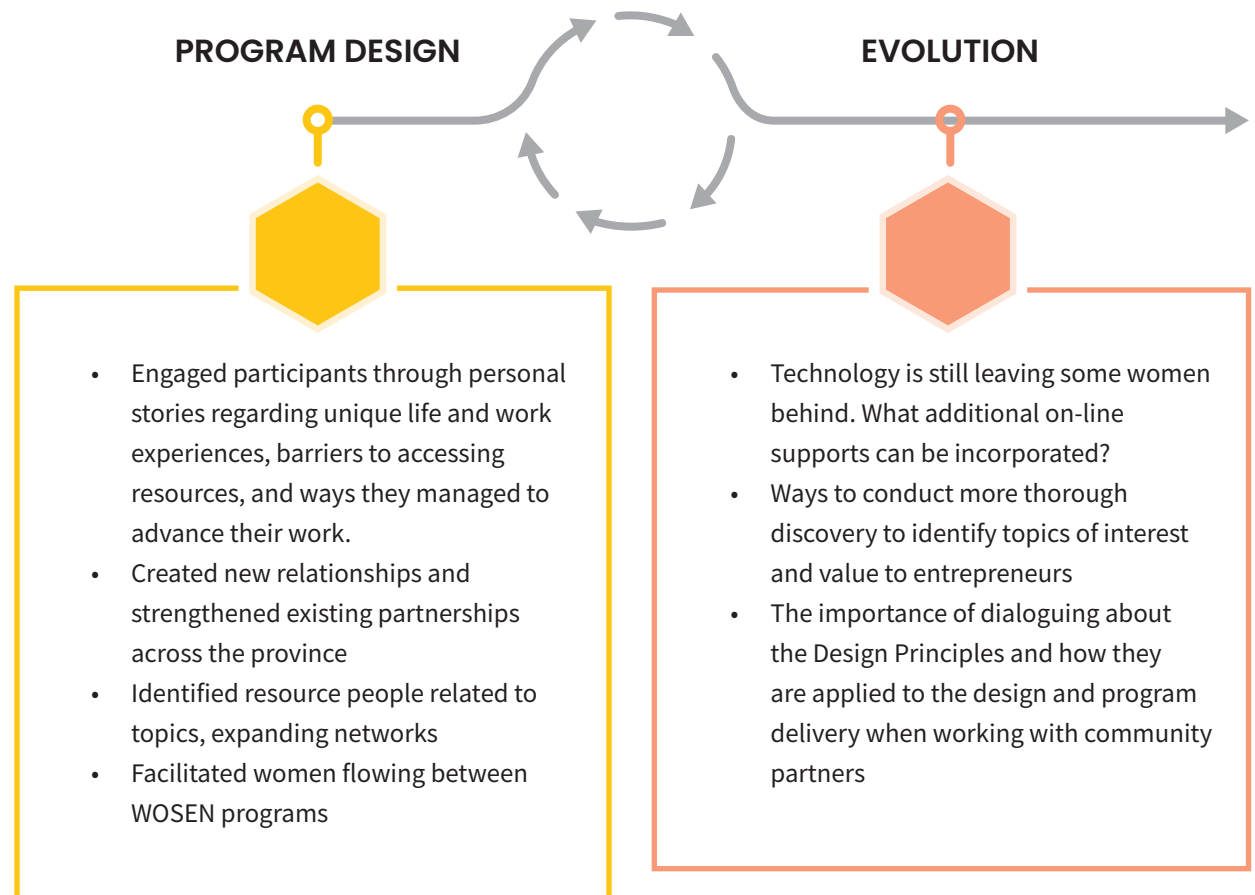 PROGRAM DESIGN
• Engaged participants through personal
stories regarding unique life and work
experiences, barriers to accessing
resources, and ways they managed to
advance their work.
• Created new relationships and
strengthened existing partnerships
across the province
• Identified resource people related to
topics, expanding networks
• Facilitated women flowing between
WOSEN programs
EVOLUTION
• Technology is still leaving some women
behind. What additional on-line
supports can be incorporated?
• Ways to conduct more thorough
discovery to identify topics of interest
and value to entrepreneurs
• The importance of dialoguing about
the Design Principles and how they
are applied to the design and program
delivery when working with community
partners